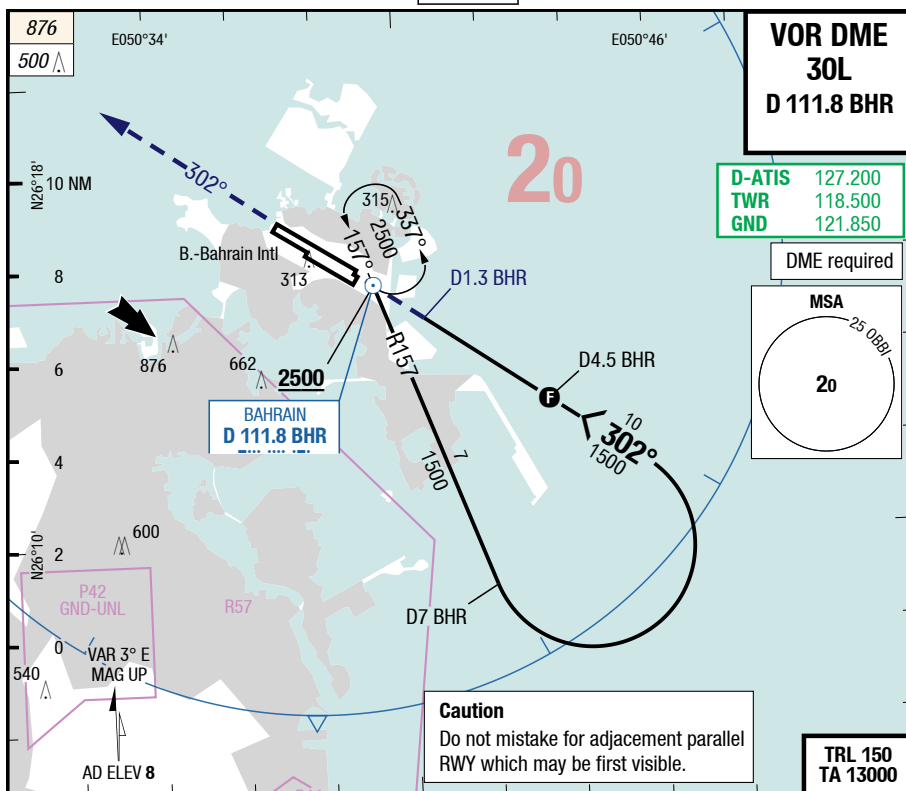 876
500
E050°34'
E050°46'
VOR DME
30L
D 111.8 BHR
20
D-ATIS 127.200
TWR 118.500
GND 121.850
DME required
MSA
25 OBBI
20
N26°18'
10 NM
302°
315
337°
2500
157°
B.-Bahrain Intl
313
8
D1.3 BHR
R157
6
876
662
2500
D4.5 BHR
F
BAHRAIN
D 111.8 BHR
10
302°
1500
4
7
1500
600
N26°10'
2
P42
GND-UNL
R57
D7 BHR
0
VAR 3° E
MAG UP
540
AD ELEV 8
Caution
Do not mistake for adjacement parallel
RWY which may be first visible.
TRL 150
TA 13000